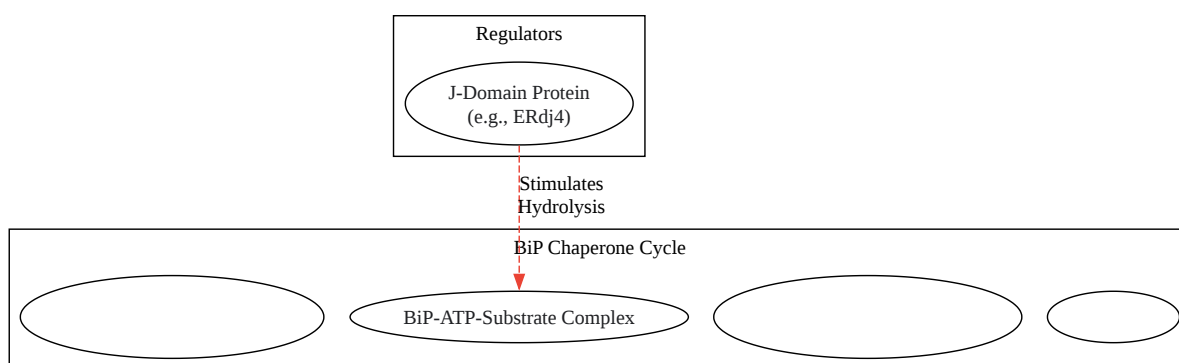 Regulators
J-Domain Protein
(e.g., ERdj4)
Stimulates
Hydrolysis
BiP Chaperone Cycle
BiP-ATP-Substrate Complex